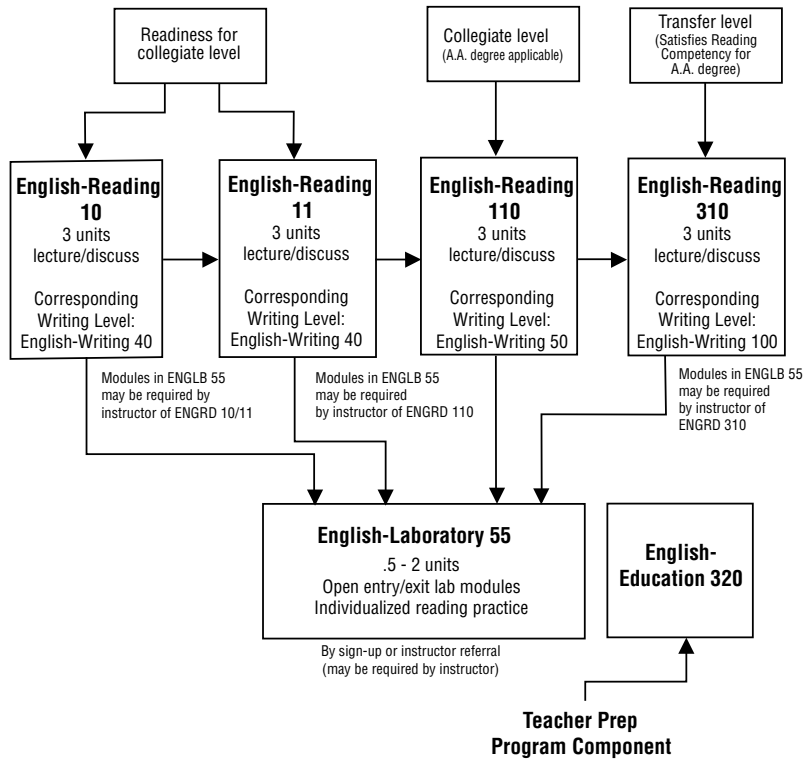 Readiness for
collegiate level
Collegiate level
(A.A. degree applicable)
Transfer level
(Satisfies Reading
Competency for
A.A. degree)
English-Reading
10
3 units
lecture/discuss
Corresponding
Writing Level:
English-Writing 40
English-Reading
11
3 units
lecture/discuss
Corresponding
Writing Level:
English-Writing 40
English-Reading
110
3 units
lecture/discuss
Corresponding
Writing Level:
English-Writing 50
English-Reading
310
3 units
lecture/discuss
Corresponding
Writing Level:
English-Writing 100
Modules in ENGLB 55
may be required by
instructor of ENGRD 10/11
Modules in ENGLB 55
may be required
by instructor of ENGRD 110
Modules in ENGLB 55
may be required
by instructor of
ENGRD 310
English-Laboratory 55
.5 - 2 units
Open entry/exit lab modules
Individualized reading practice
By sign-up or instructor referral
(may be required by instructor)
English-
Education 320
Teacher Prep
Program Component